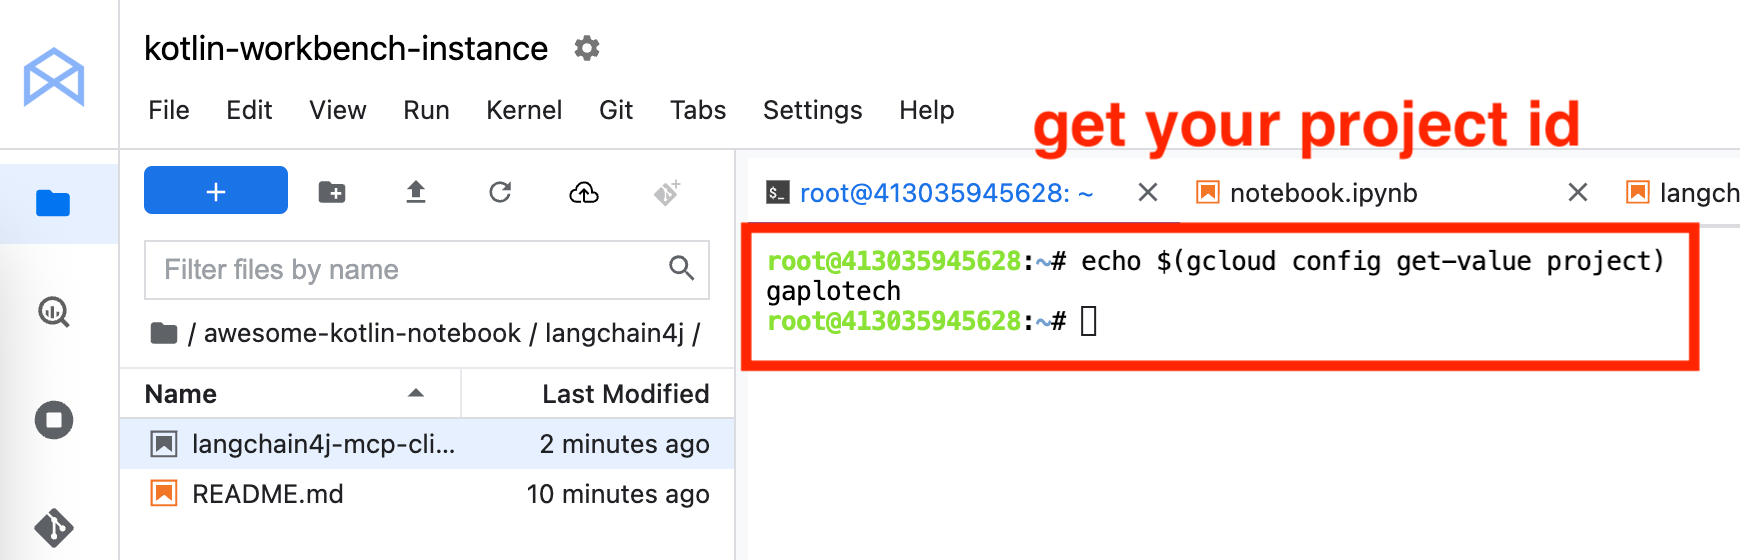 kotlin-workbench-instance
File Edit View Run Kernel Git Tabs Settings Help
get your project id
+
Filter files by name
/ awesome-kotlin-notebook / langchain4j /
Name Last Modified
langchain4j-mcp-cli... 2 minutes ago
README.md 10 minutes ago
$_ root@413035945628: ~ notebook.ipynb langch
root@413035945628:~# echo $(gcloud config get-value project)
gaplotech
root@413035945628:~#